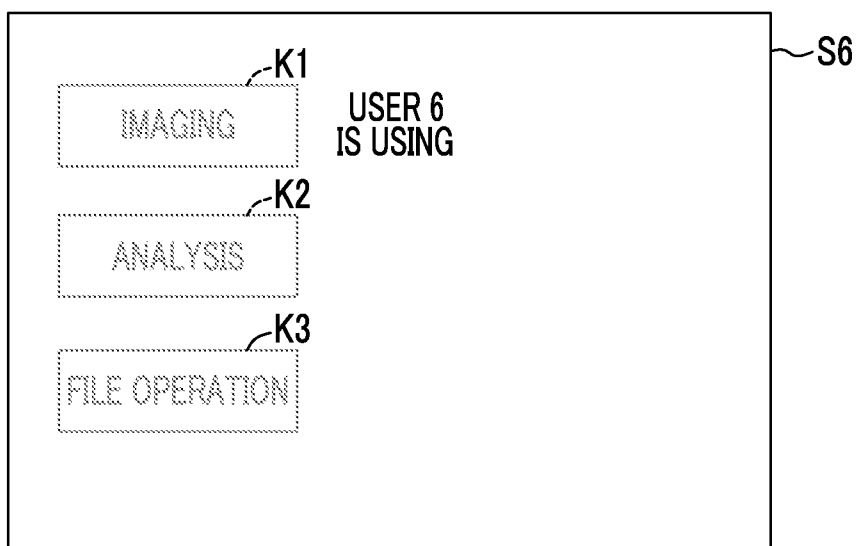 K1
S6
IMAGING
USER 6
IS USING
K2
ANALYSIS
K3
FILE OPERATION